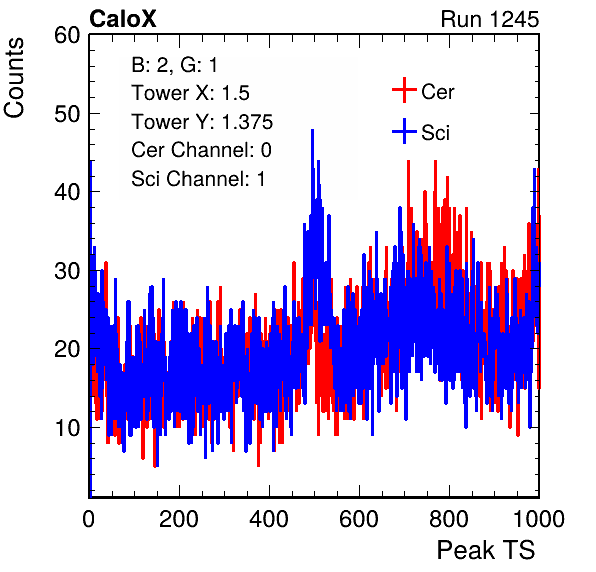 CaloX Run 1245
Counts
60
50
40
30
20
10
B: 2, G: 1
Tower X: 1.5
Tower Y: 1.375
Cer Channel: 0
Sci Channel: 1
Cer
Sci
0 200 400 600 800 1000
Peak TS